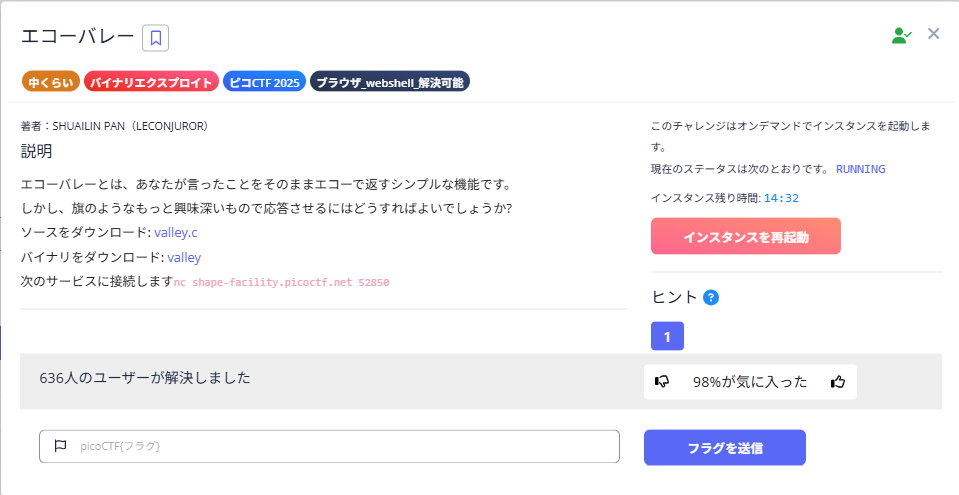 エコーバレー
中くらい バイナリエクスプロイト ピコCTF 2025 ブラウザ_webshell_解決可能
著者：SHUAILIN PAN（LECONJUROR）
説明
エコーバレーとは、あなたが言ったことをそのままエコーで返すシンプルな機能です。
しかし、旗のようなもっと興味深いもので応答させるにはどうすればよいでしょうか?
ソースをダウンロード: valley.c
バイナリをダウンロード: valley
次のサービスに接続しますnc shape-facility.picoctf.net 52850
このチャレンジはオンデマンドでインスタンスを起動しま
す。
現在のステータスは次のとおりです。 RUNNING
インスタンス残り時間: 14:32
インスタンスを再起動
ヒント ?
1
636人のユーザーが解決しました
98%が気に入った
picoCTF{フラグ}
フラグを送信